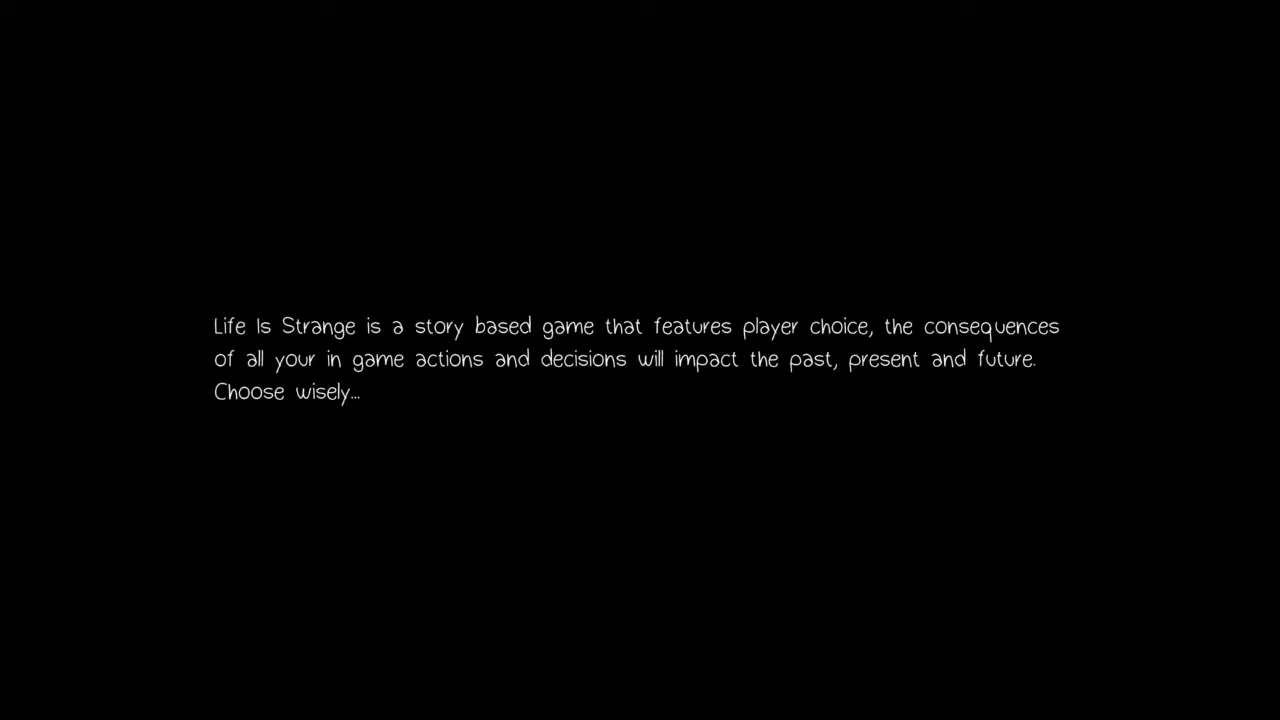 Life Is Strange is a story based game that features player choice, the consequences
of all your in game actions and decisions will impact the past, present and future.
Choose wisely...